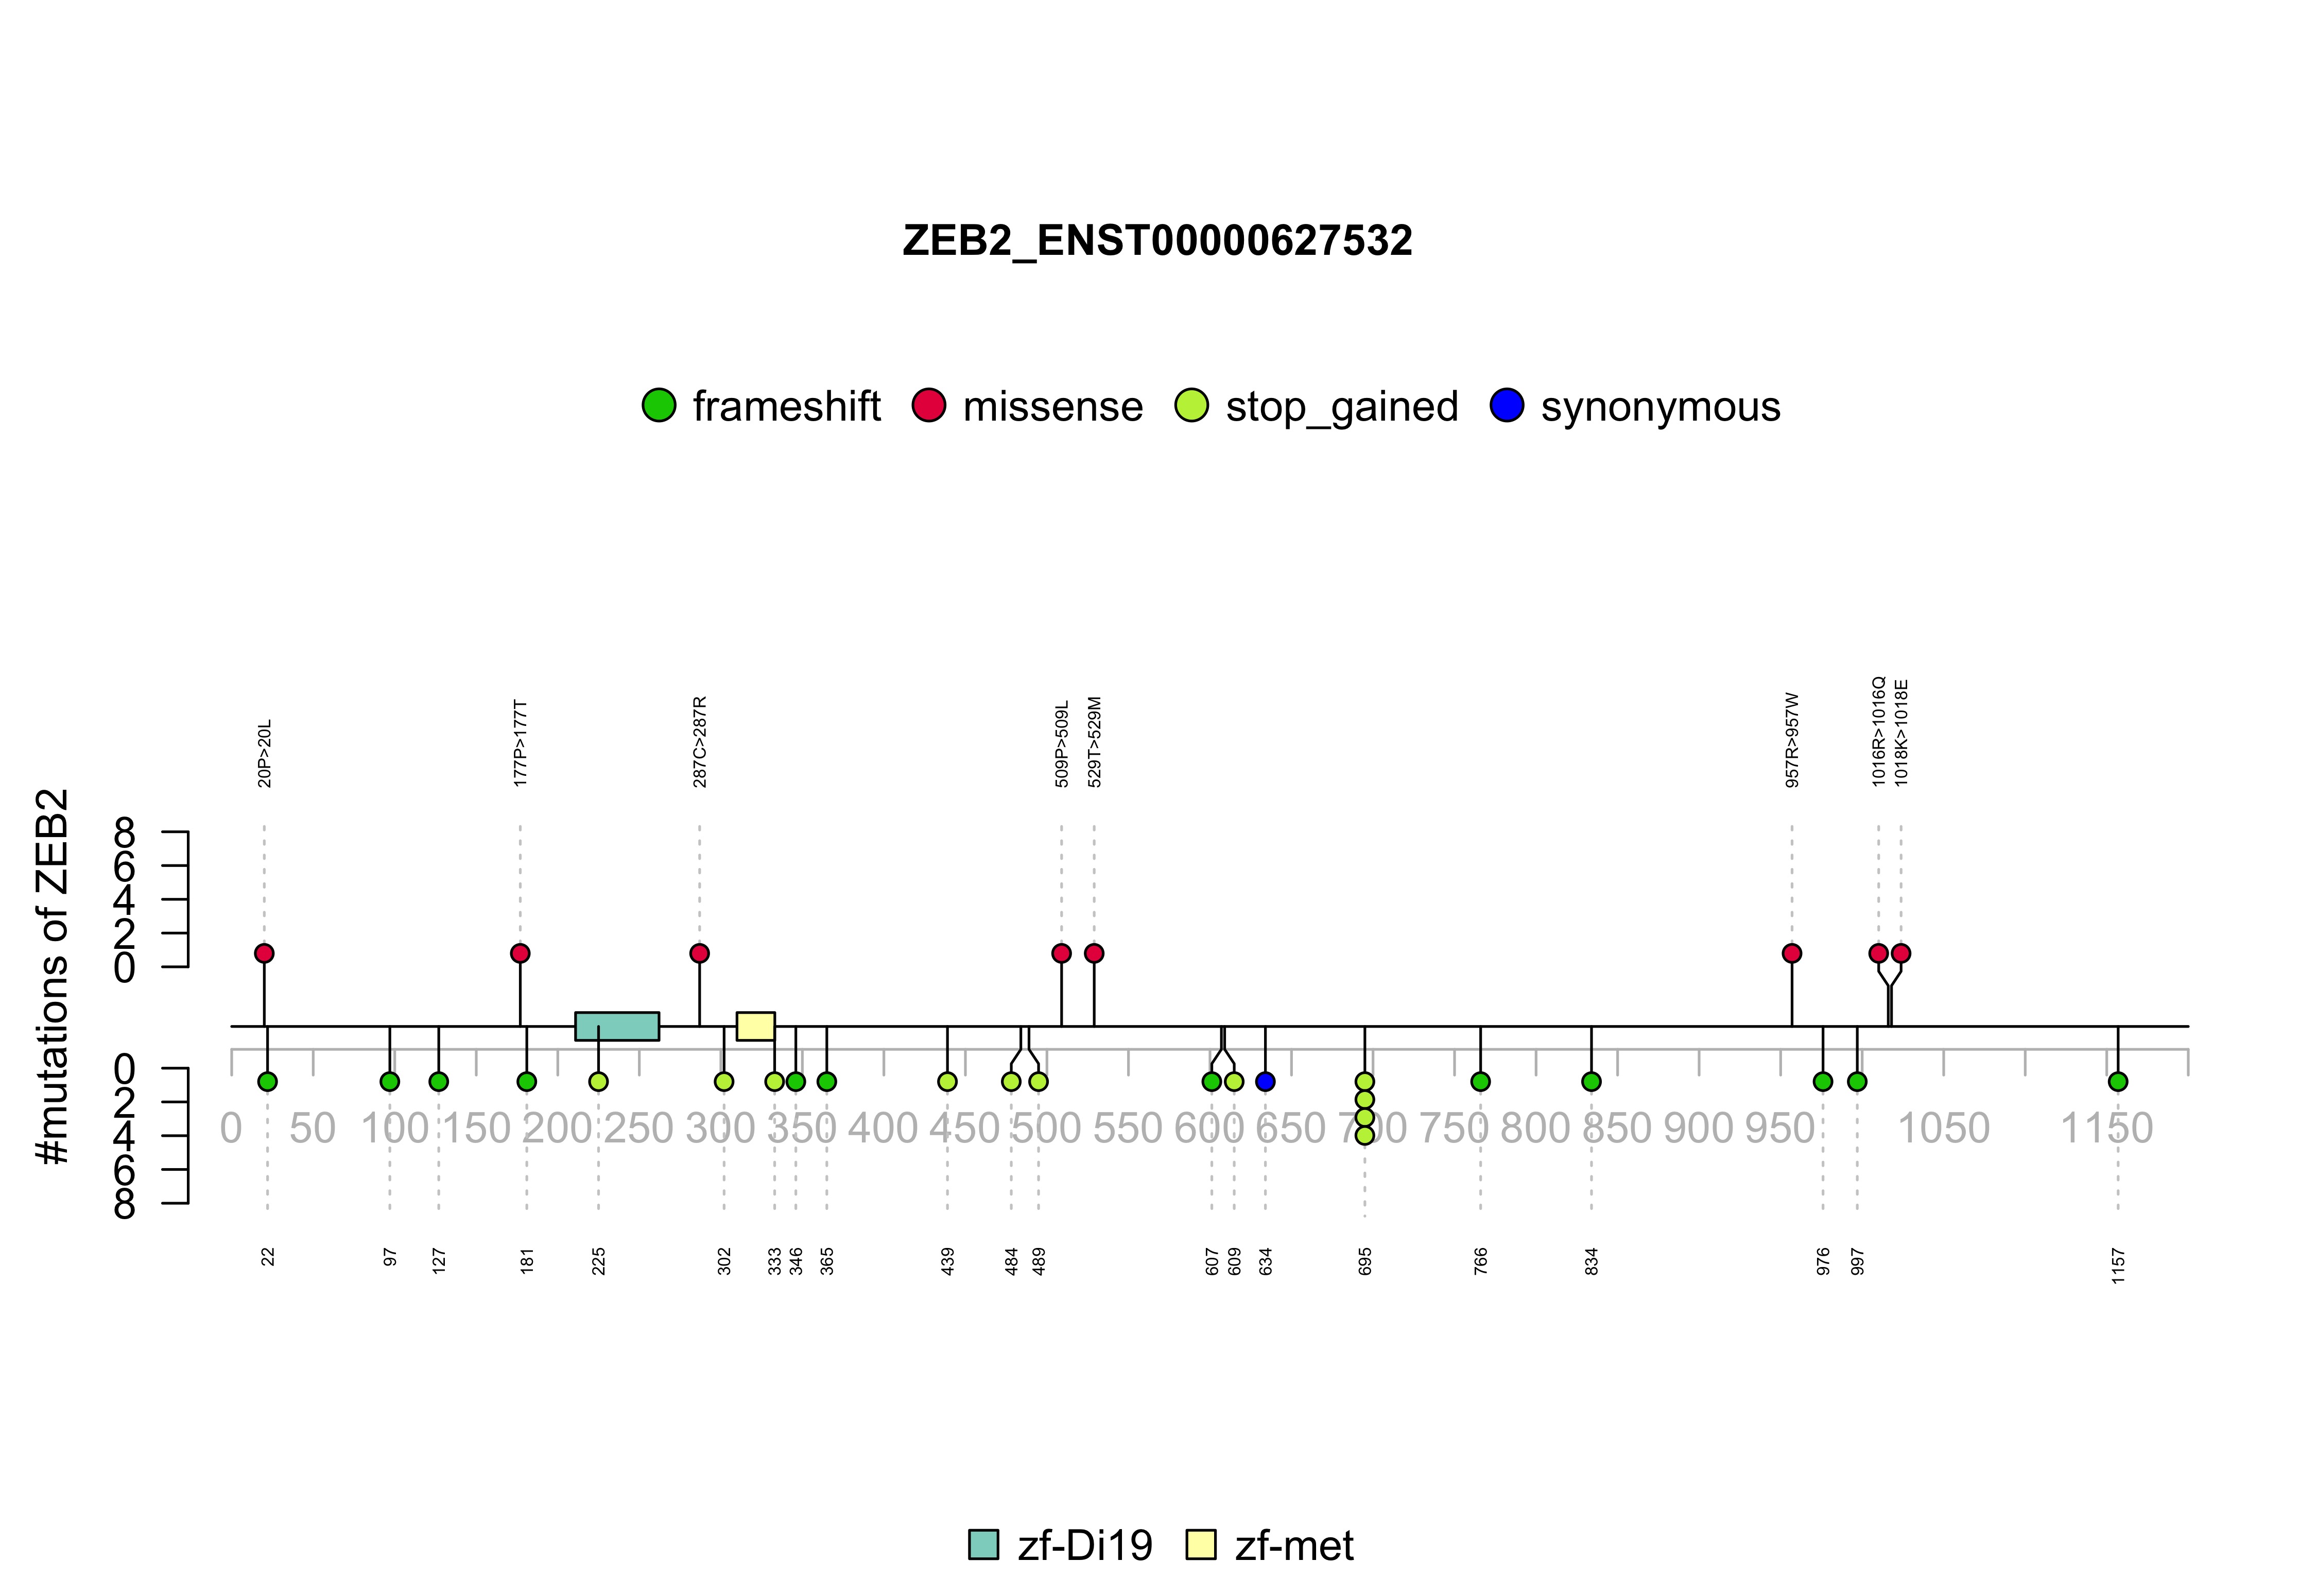 ZEB2_ENST00000627532
frameshift missense stop_gained synonymous
20P>20L
177P>177T
287C>287R
509P>509L
529T>529M
957R>957W
1016R>1016Q
1018K>1018E
#mutations of ZEB2
8
6
4
2
0
0
2
4
6
8
0 50 100 150 200 250 300 350 400 450 500 550 600 650 700 750 800 850 900 950 1050 1150
22
97
127
181
225
302
333
346
365
439
484
489
607
609
634
695
766
834
976
997
1157
zf-Di19 zf-met